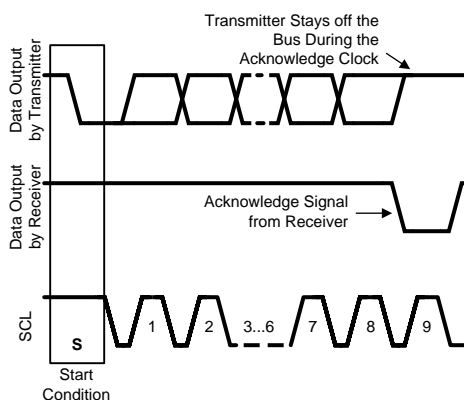 Transmitter Stays off the
Bus During the
Acknowledge Clock
Data Output
by Transmitter
Data Output
by Receiver
Acknowledge Signal
from Receiver
SCL
S
1
2
3...6
7
8
9
Start
Condition